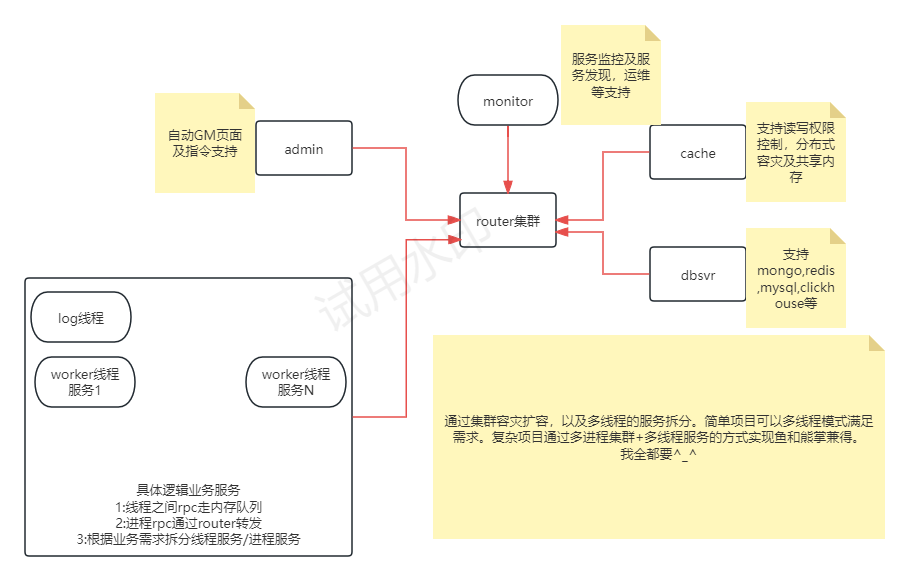 服务监控及服
务发现，运维
等支持
monitor
自动GM页面
及指令支持
admin
cache
支持读写权限
控制，分布式
容灾及共享内
存
router集群
dbsvr
支持
mongo,redis
,mysql,clickh
ouse等
试用水印
log线程
worker线程
服务1
worker线程
服务N
具体逻辑业务服务
1:线程之间rpc走内存队列
2:进程rpc通过router转发
3:根据业务需求拆分线程服务/进程服务
通过集群容灾扩容，以及多线程的服务拆分。简单项目可以多线程模式满足
需求。复杂项目通过多进程集群+多线程服务的方式实现鱼和熊掌兼得。
我全都要^_^